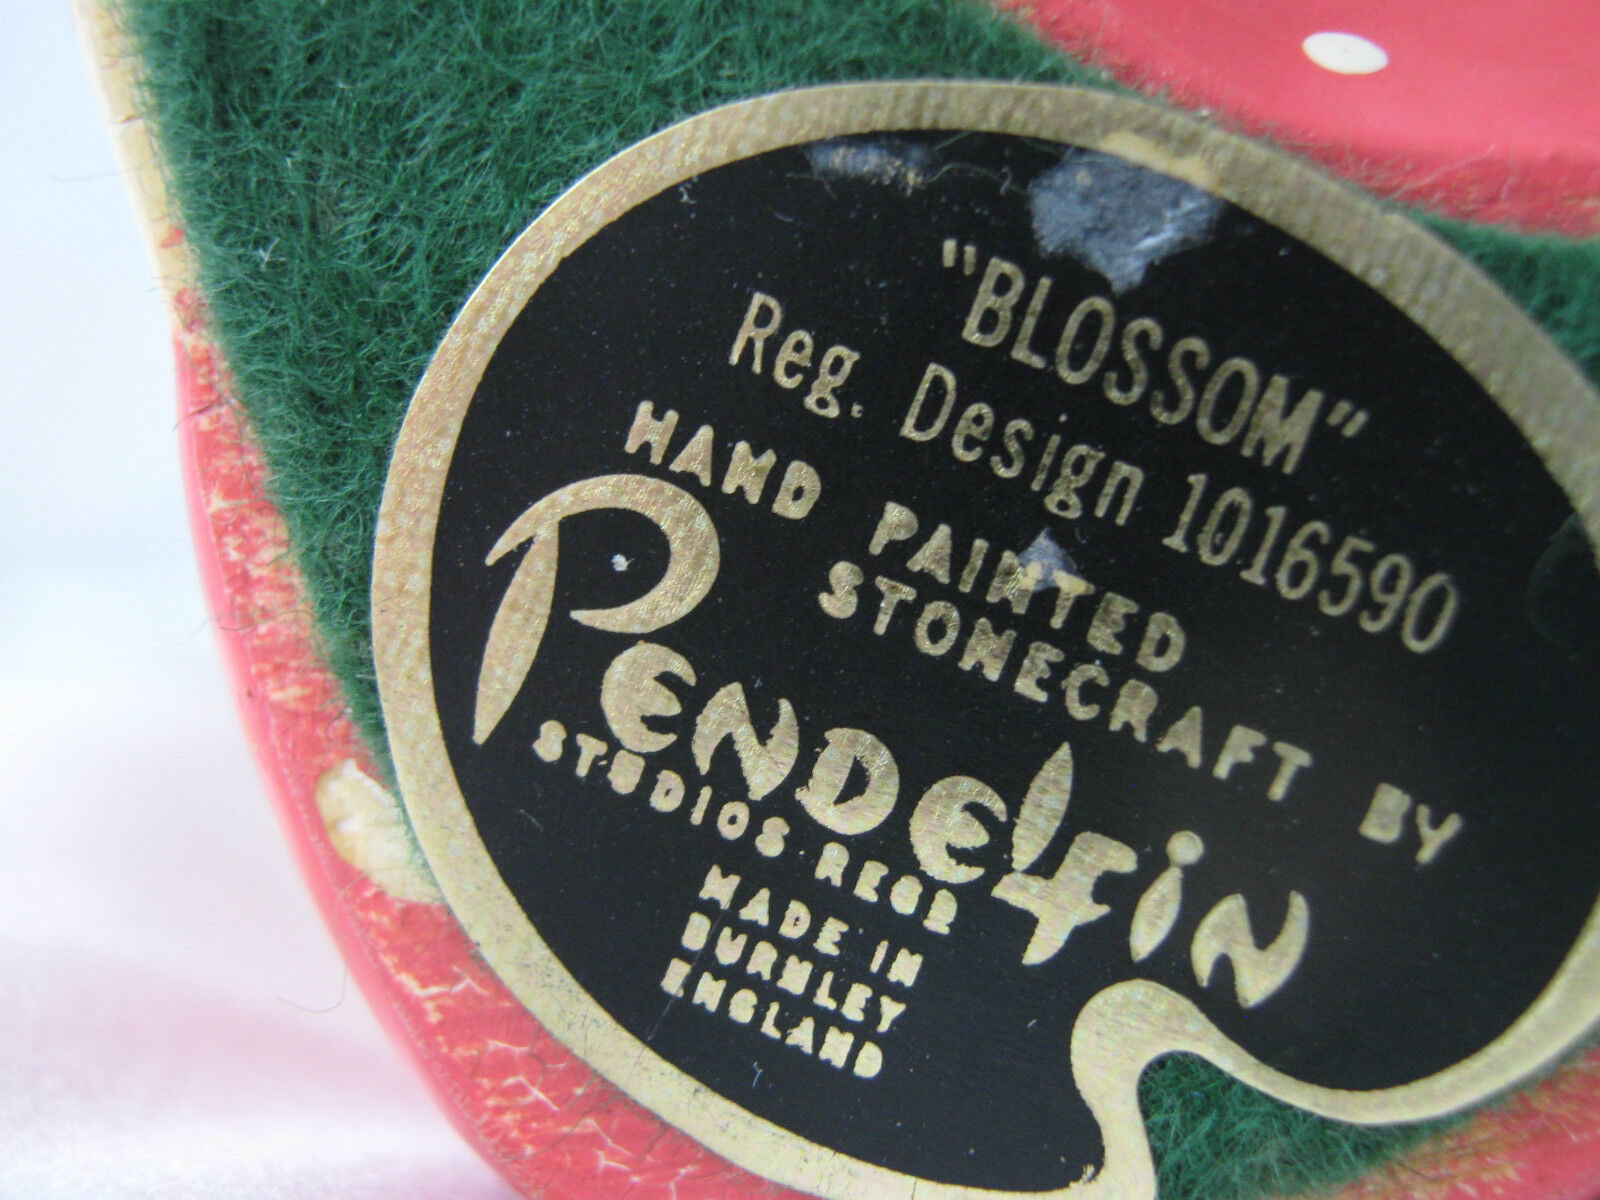 "BLOSSOM"
Reg. Design 1016590
HAND PAINTED
STONECRAFT BY
PENDELFIN
STUDIOS REGD
MADE IN
BURNLEY
ENGLAND